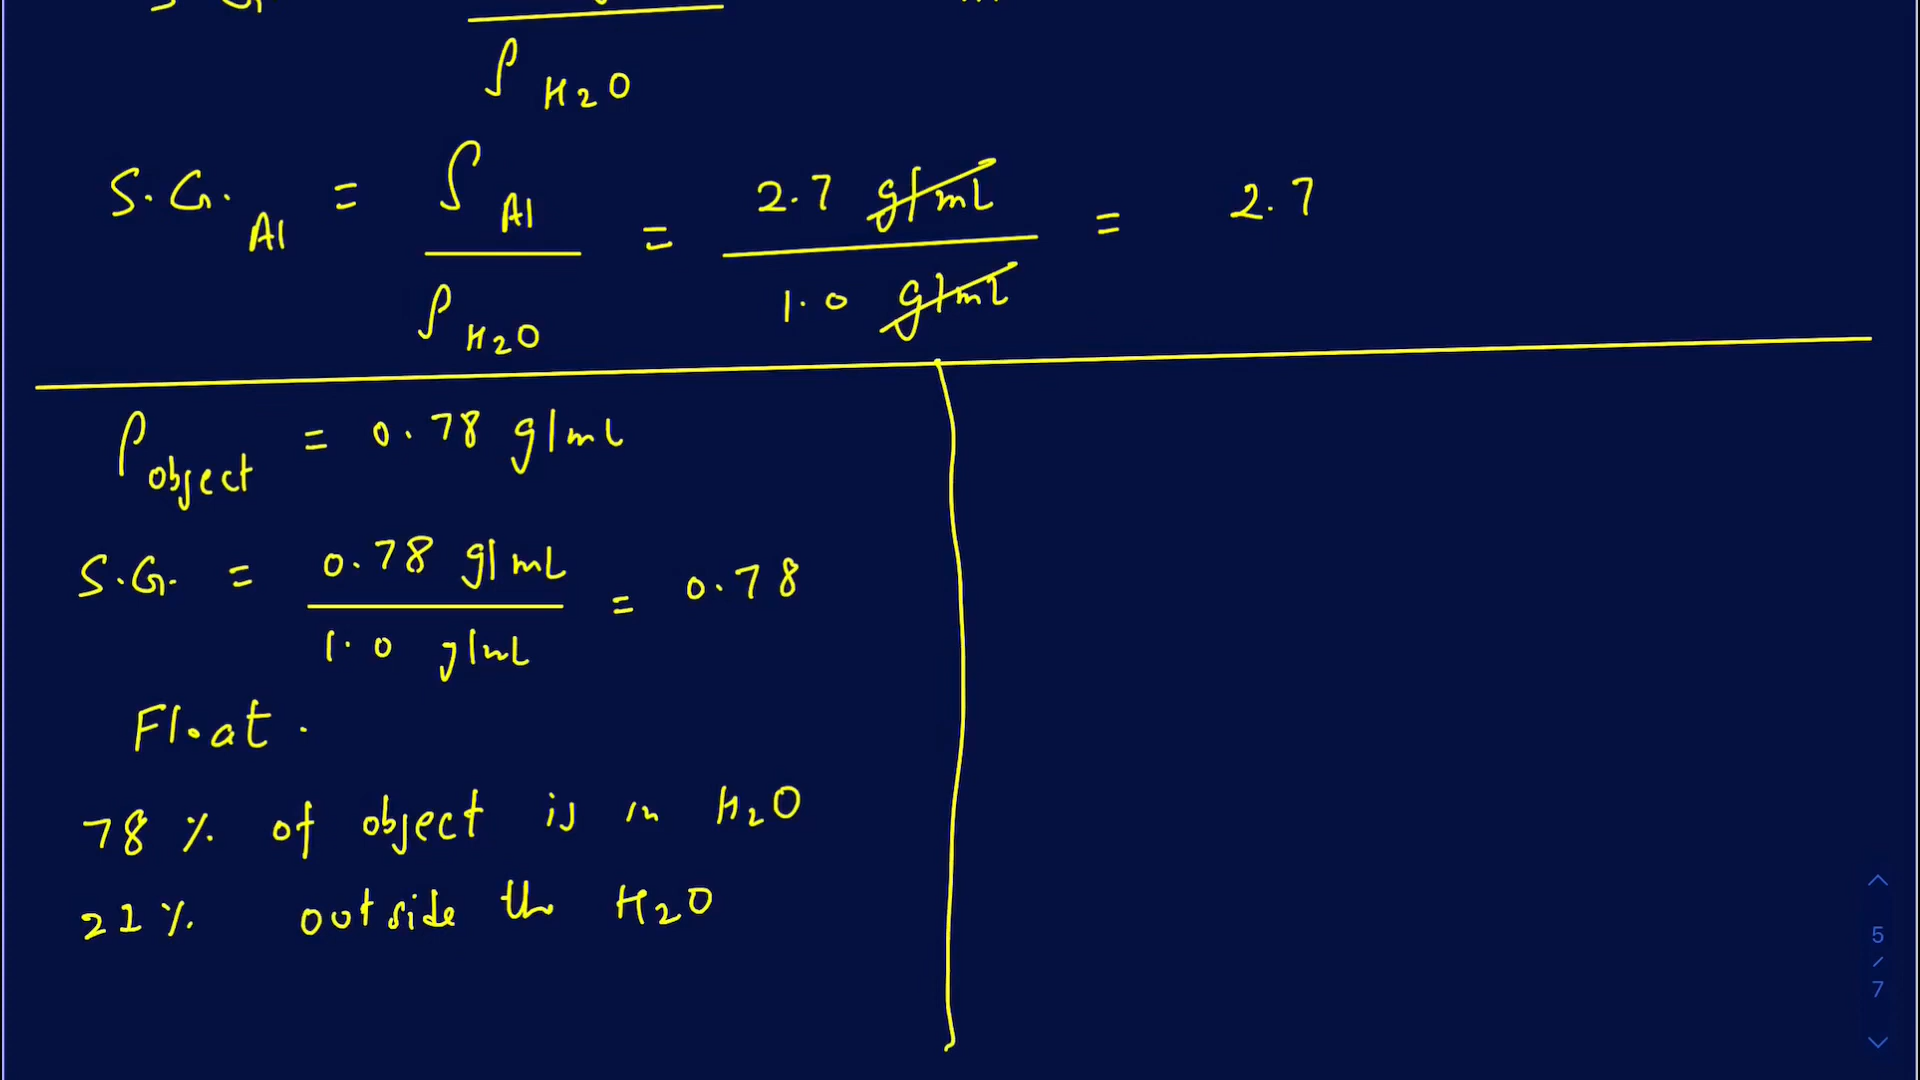 ρ H2O
S.G. Al = ρ Al / ρ H2O = 2.7 g/mL / 1.0 g/mL = 2.7
ρ object = 0.78 g/mL
S.G. = 0.78 g/mL / 1.0 g/mL = 0.78
Float.
78 % of object is in H2O
22% outside the H2O
5
/
7